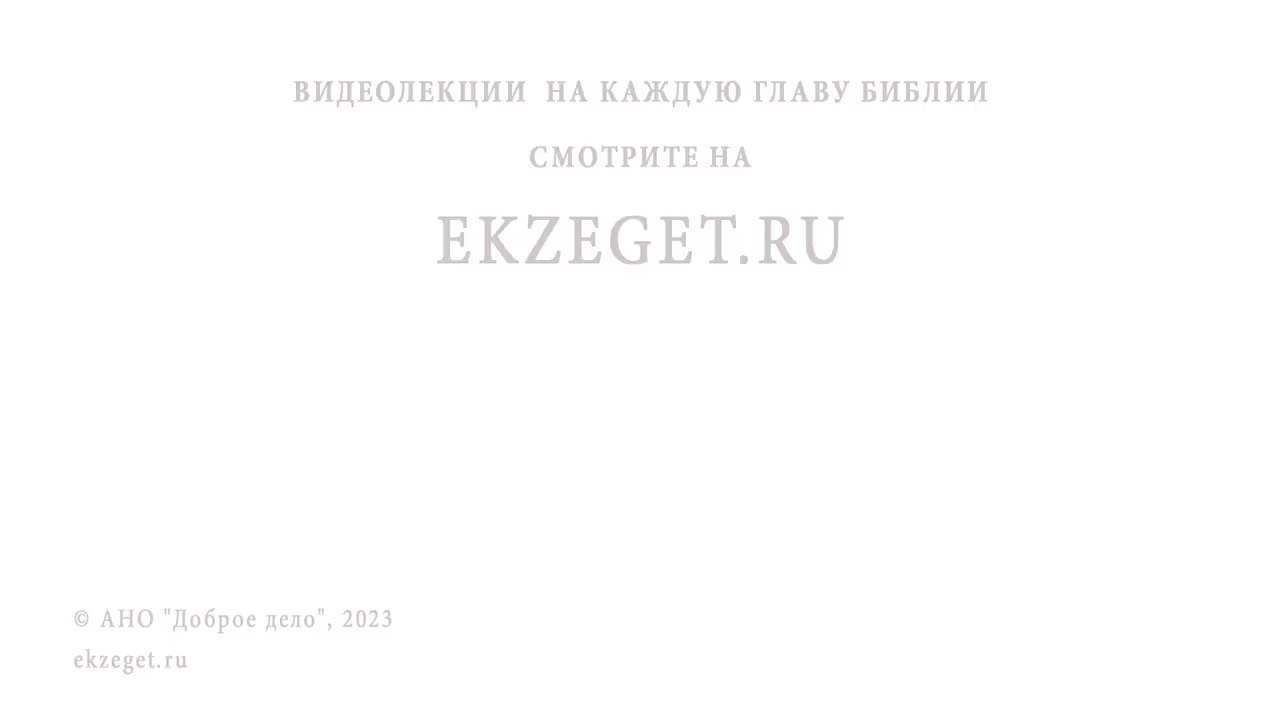 ВИДЕОЛЕКЦИИ НА КАЖДУЮ ГЛАВУ БИБЛИИ
СМОТРИТЕ НА
EKZEGET.RU
© АНО "Доброе дело", 2023
ekzeget.ru